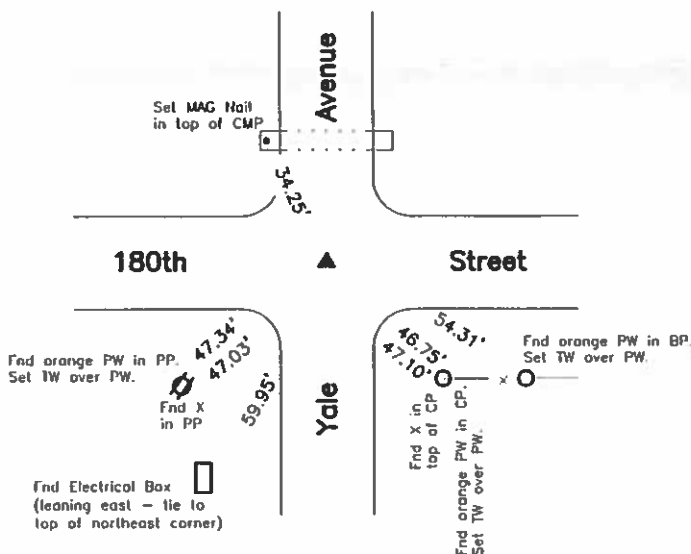 Avenue
Set MAG Nail
in top of CMP
34.25'
180th
Street
47.34'
47.03'
59.95'
54.31'
46.75'
47.10'
Fnd orange PW in PP.
Set TW over PW.
Fnd X
in PP
Fnd orange PW in BP.
Set TW over PW.
Yale
Fnd X in
top of CP
Fnd orange PW in CP.
Set TW over PW.
x
Fnd Electrical Box
(leaning east – tie to
top of northeast corner)